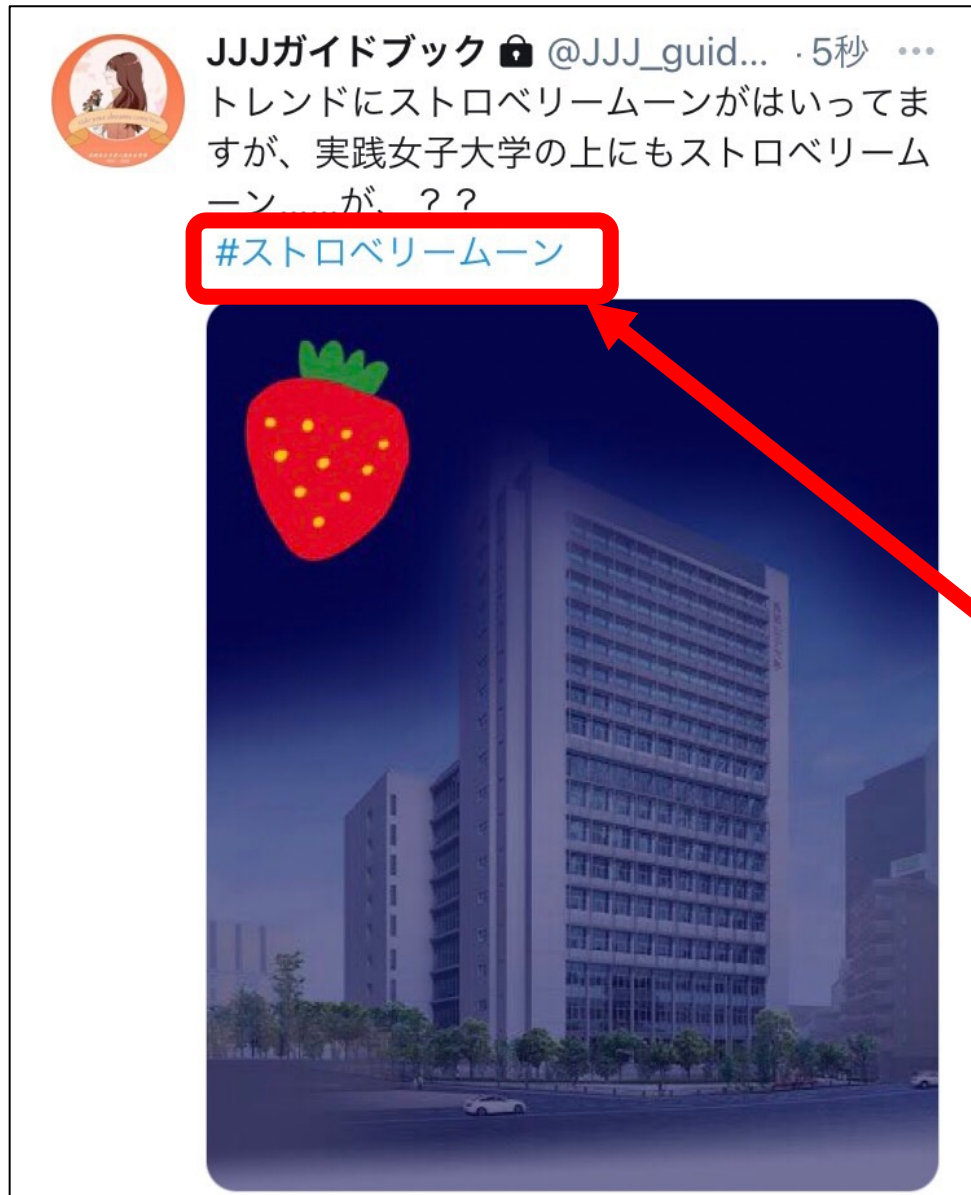 JJJガイドブック @JJJ_guid... ·5秒 …
トレンドにストロベリームーンがはいってま
すが、実践女子大学の上にもストロベリーム
ーン……が、？？
#ストロベリームーン